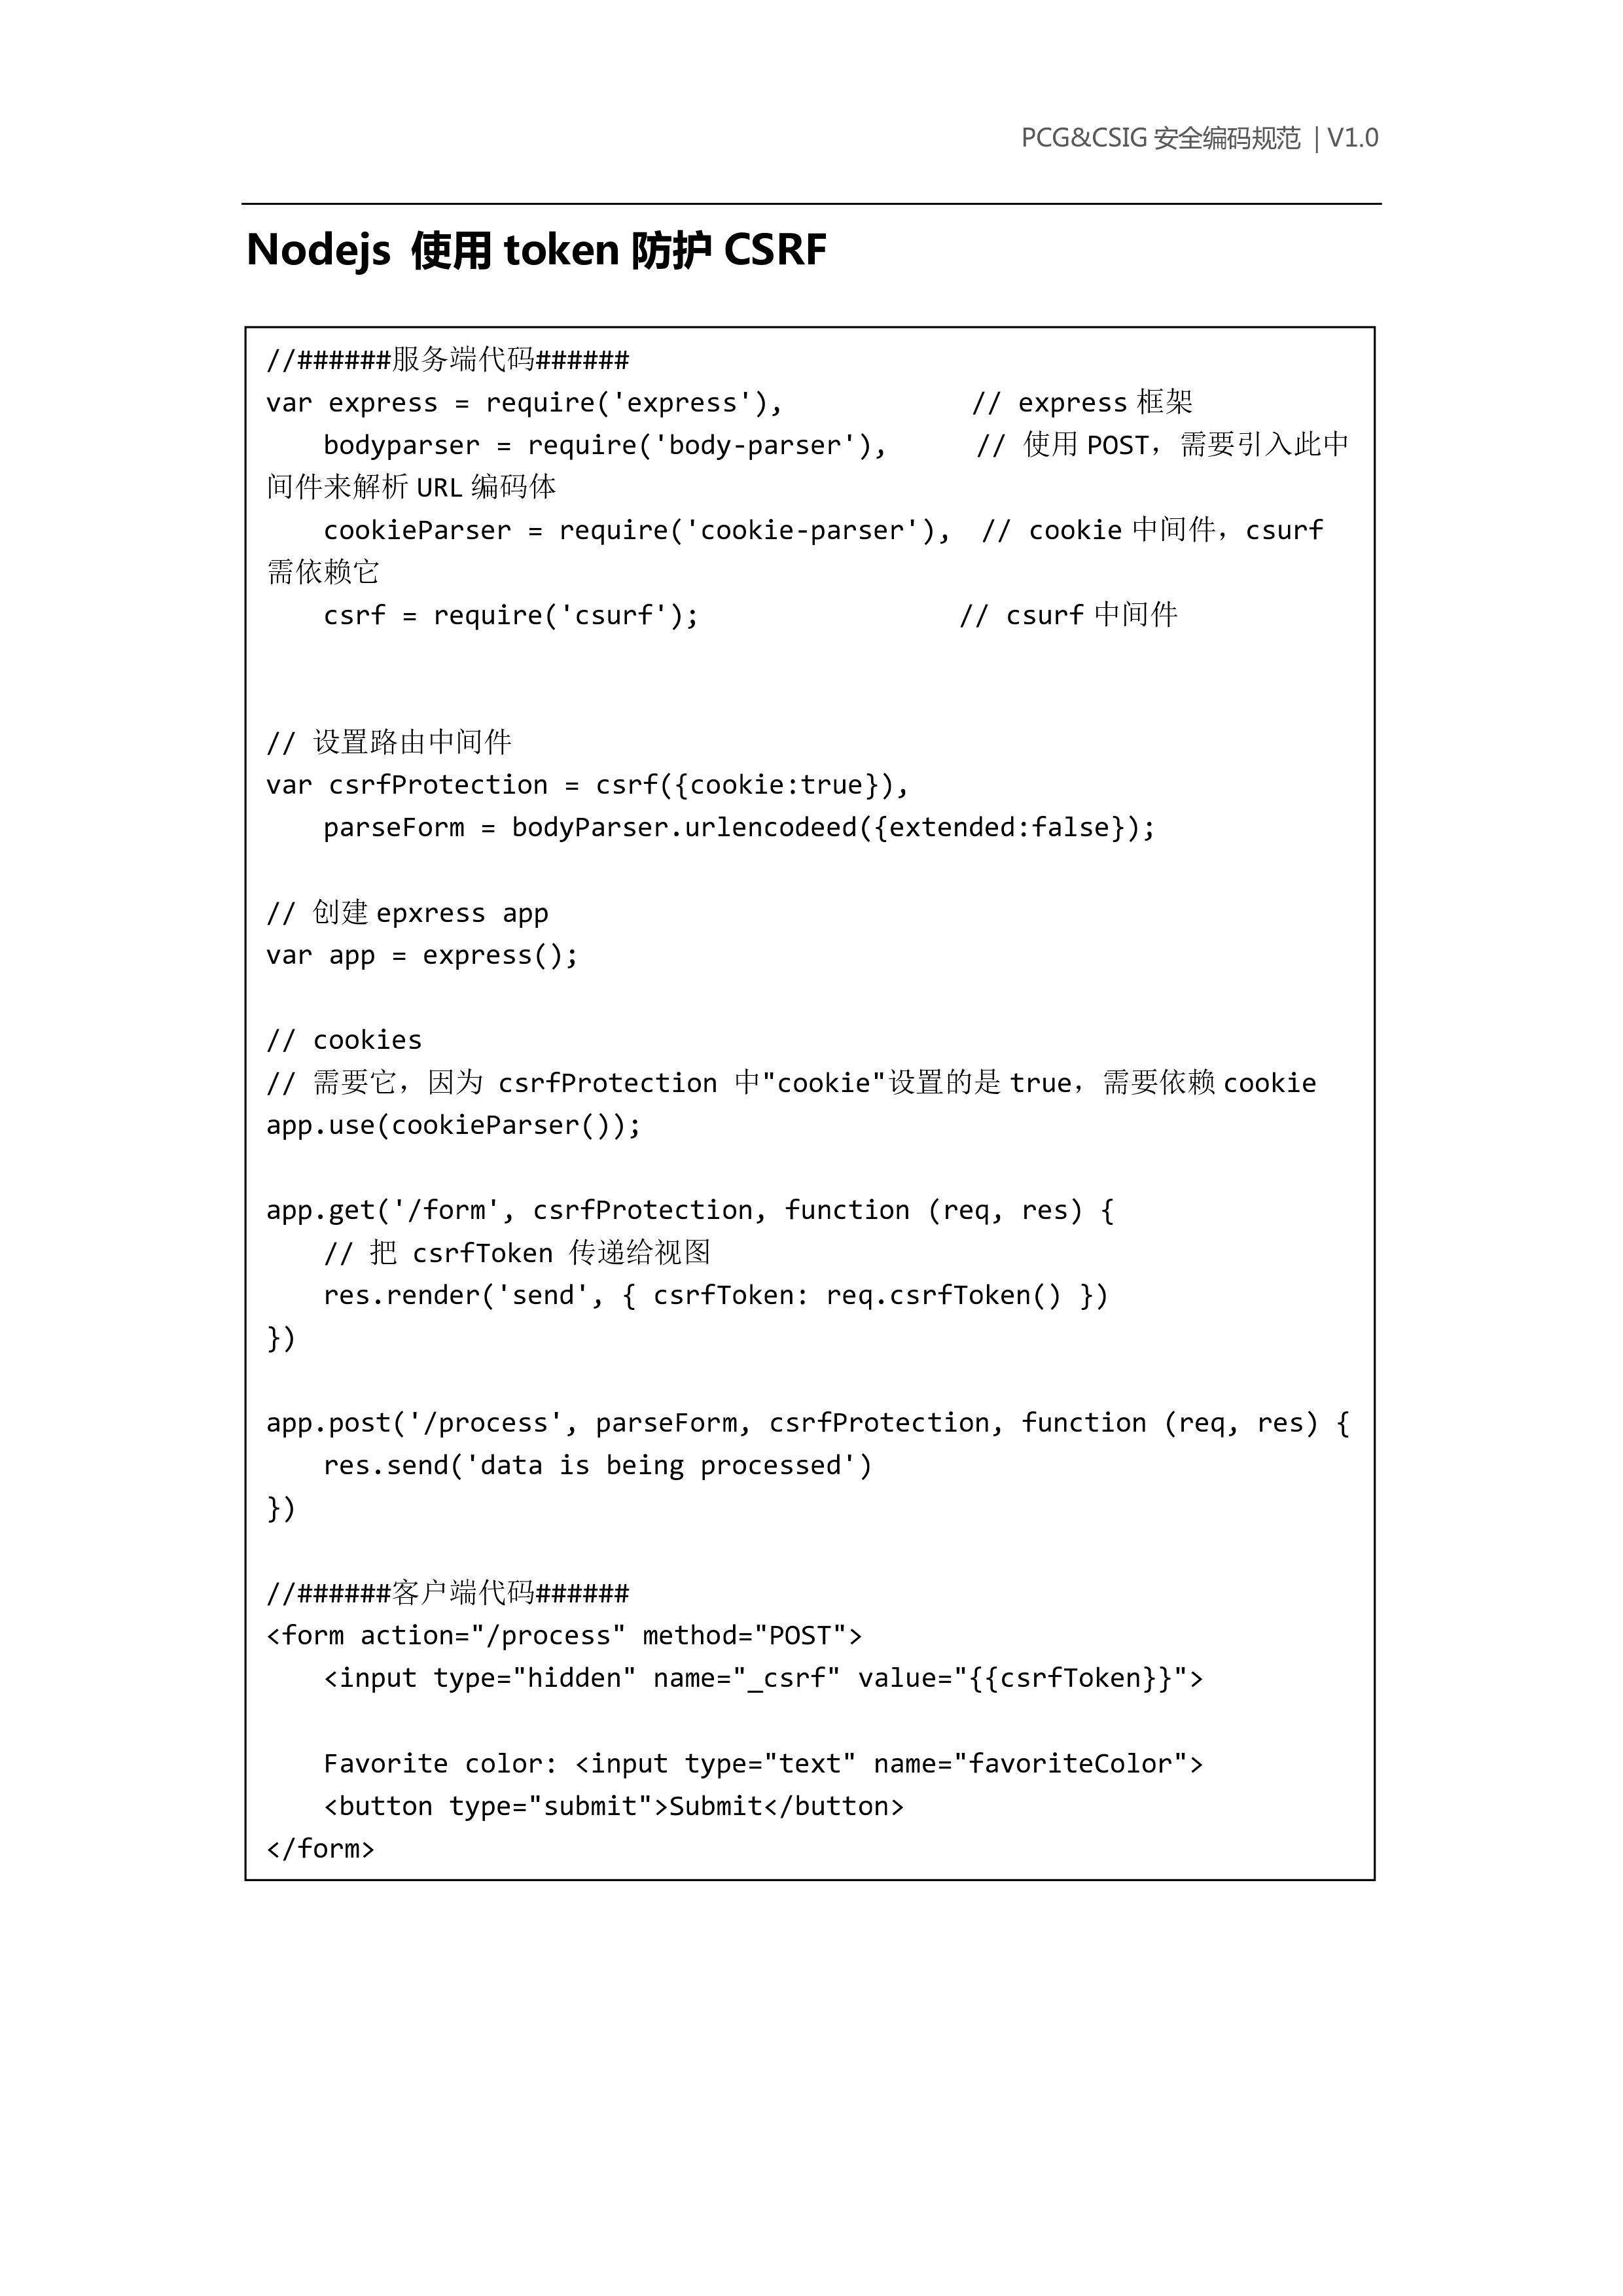 PCG&CSIG 安全编码规范 | V1.0
Nodejs 使用 token 防护 CSRF
//######服务端代码######
var express = require('express'),            // express 框架
    bodyparser = require('body-parser'),      // 使用 POST，需要引入此中
间件来解析 URL 编码体
    cookieParser = require('cookie-parser'),  // cookie 中间件，csurf
需依赖它
    csrf = require('csurf');                 // csurf 中间件
// 设置路由中间件
var csrfProtection = csrf({cookie:true}),
    parseForm = bodyParser.urlencodeed({extended:false});
// 创建 epxress app
var app = express();
// cookies
// 需要它，因为 csrfProtection 中"cookie"设置的是 true，需要依赖 cookie
app.use(cookieParser());
app.get('/form', csrfProtection, function (req, res) {
    // 把 csrfToken 传递给视图
    res.render('send', { csrfToken: req.csrfToken() })
})
app.post('/process', parseForm, csrfProtection, function (req, res) {
    res.send('data is being processed')
})
//######客户端代码######
<form action="/process" method="POST">
    <input type="hidden" name="_csrf" value="{{csrfToken}}">
    Favorite color: <input type="text" name="favoriteColor">
    <button type="submit">Submit</button>
</form>